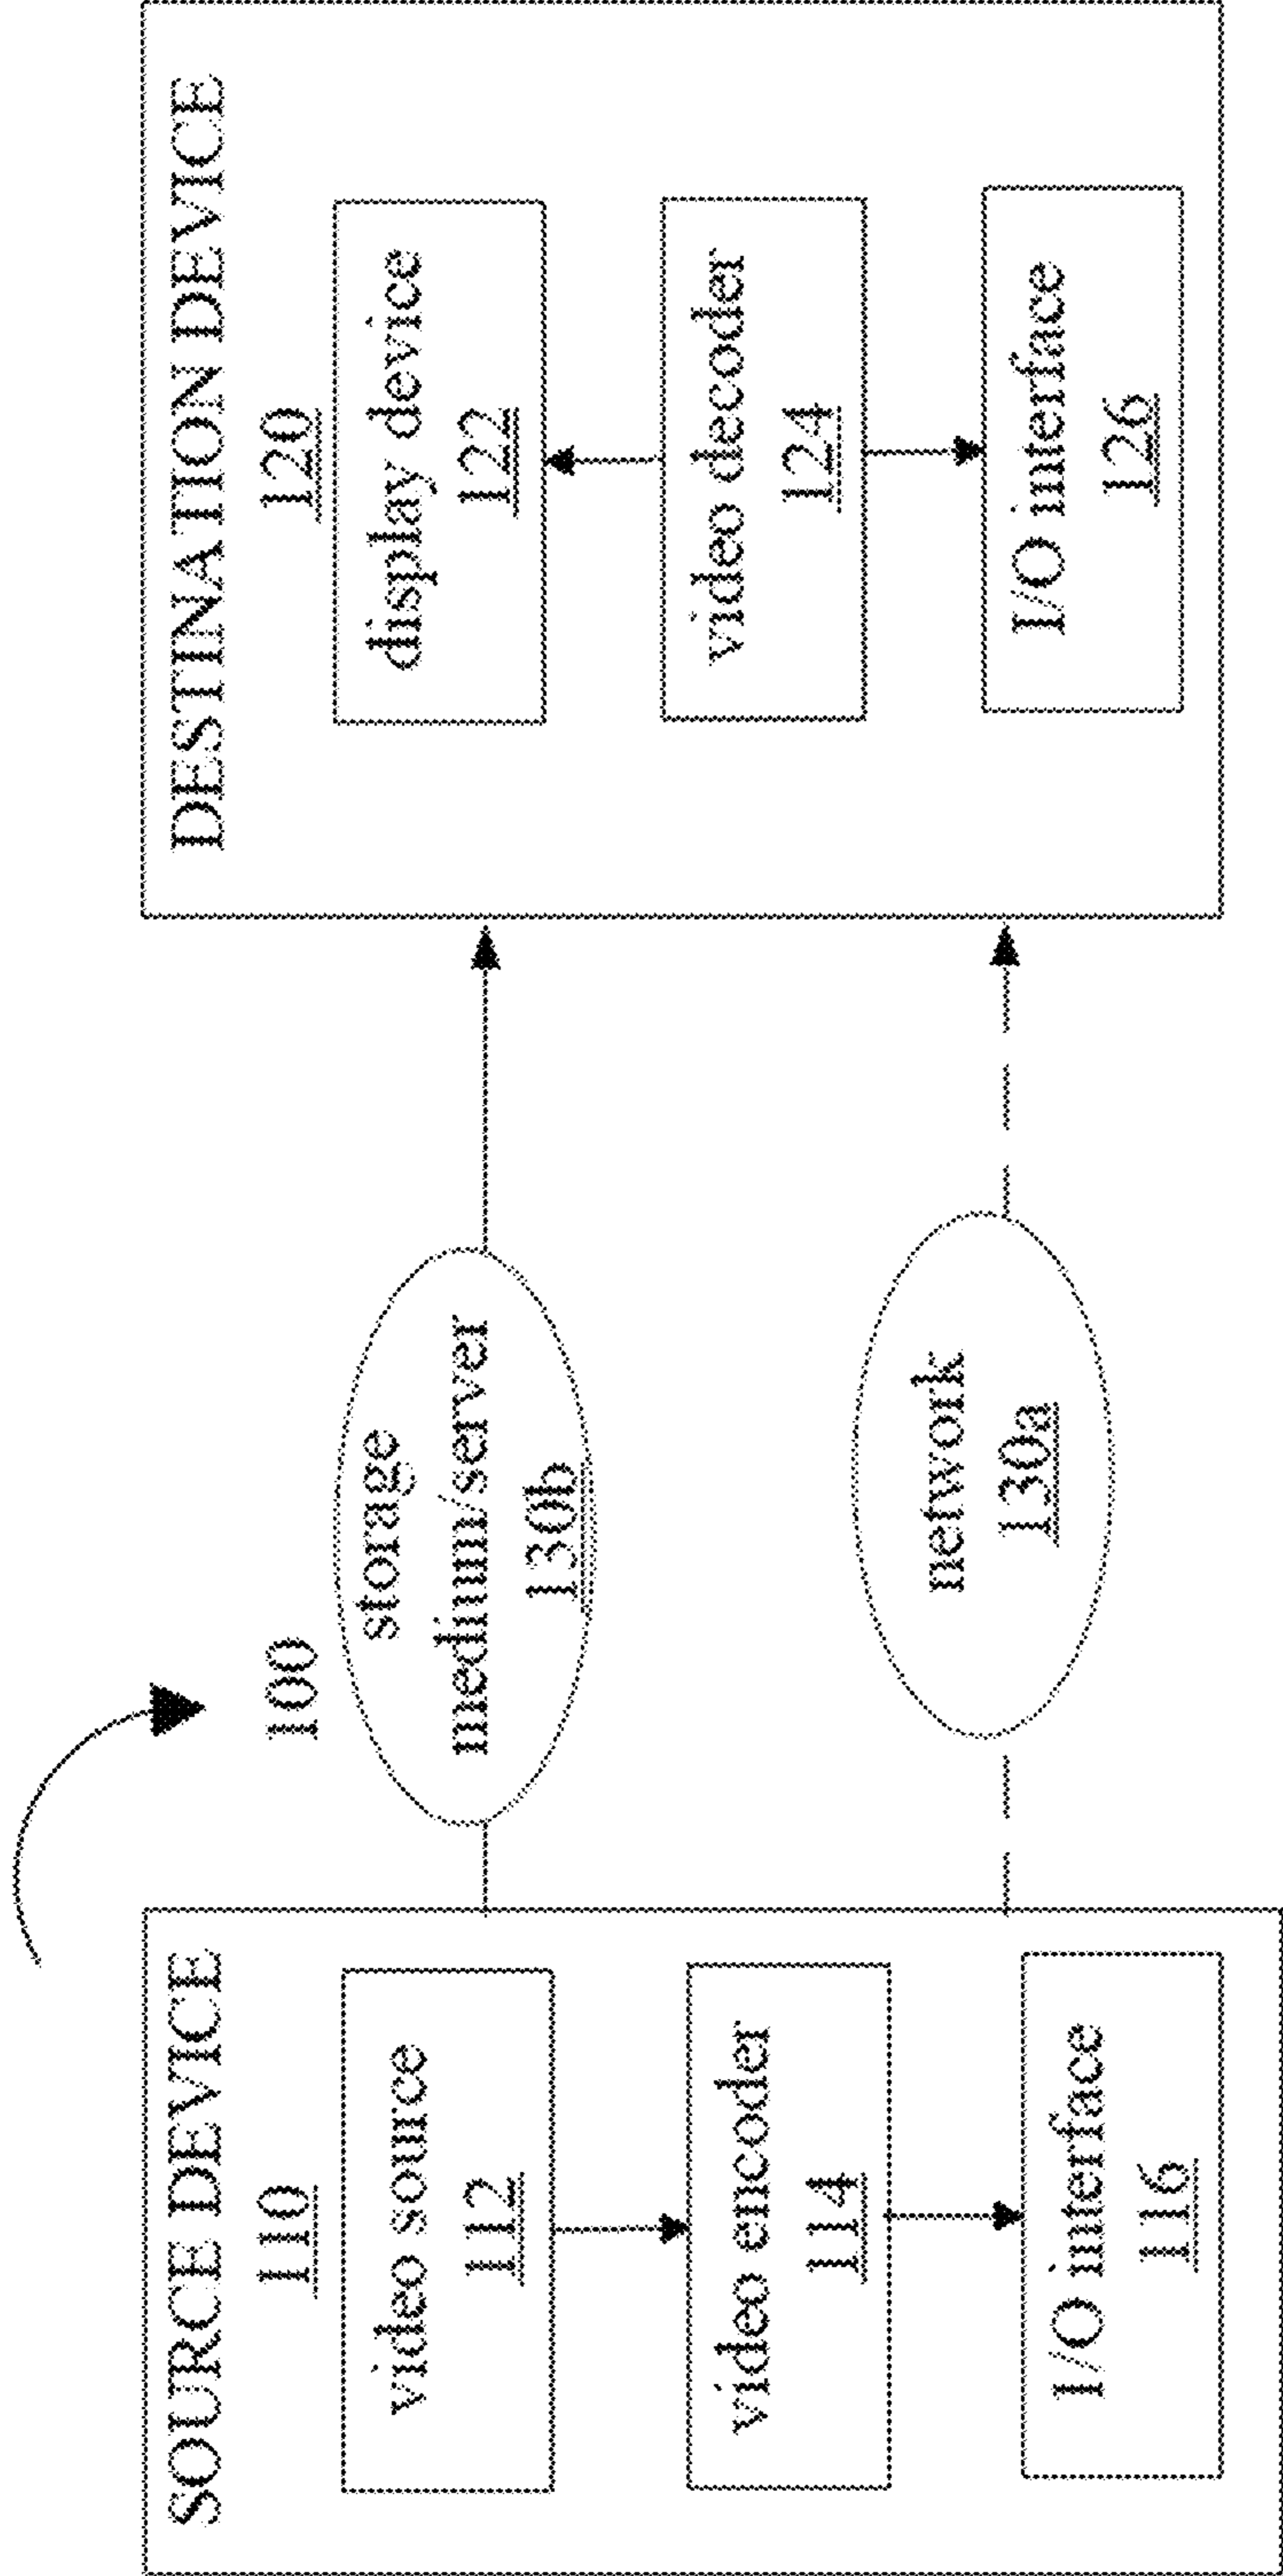 100
SOURCE DEVICE
110
video source
112
video encoder
114
I/O interface
116
storage
medium/server
130b
network
130a
DESTINATION DEVICE
120
display device
122
video decoder
124
I/O interface
126